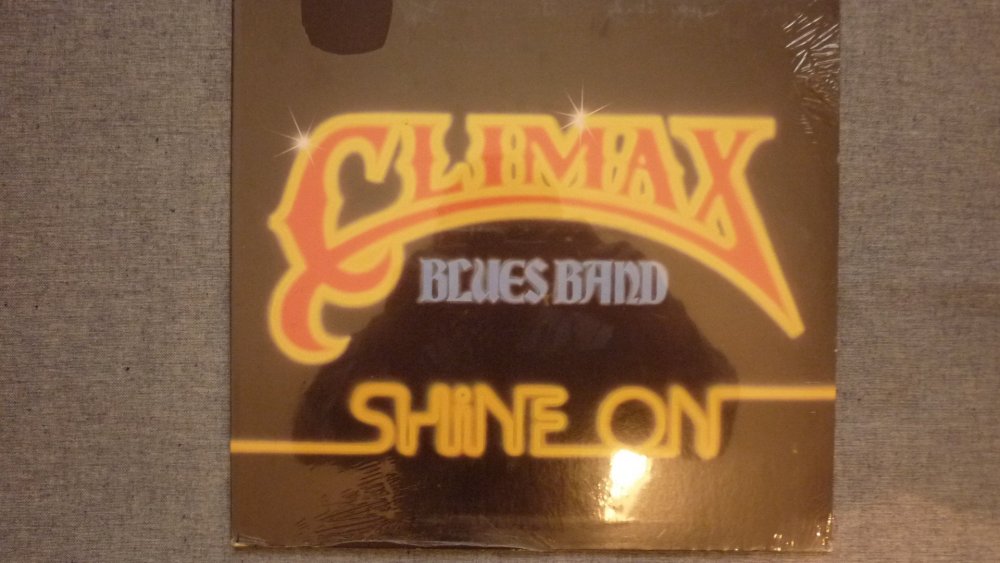 CLIMAX
BLUES BAND
SHiNE ON